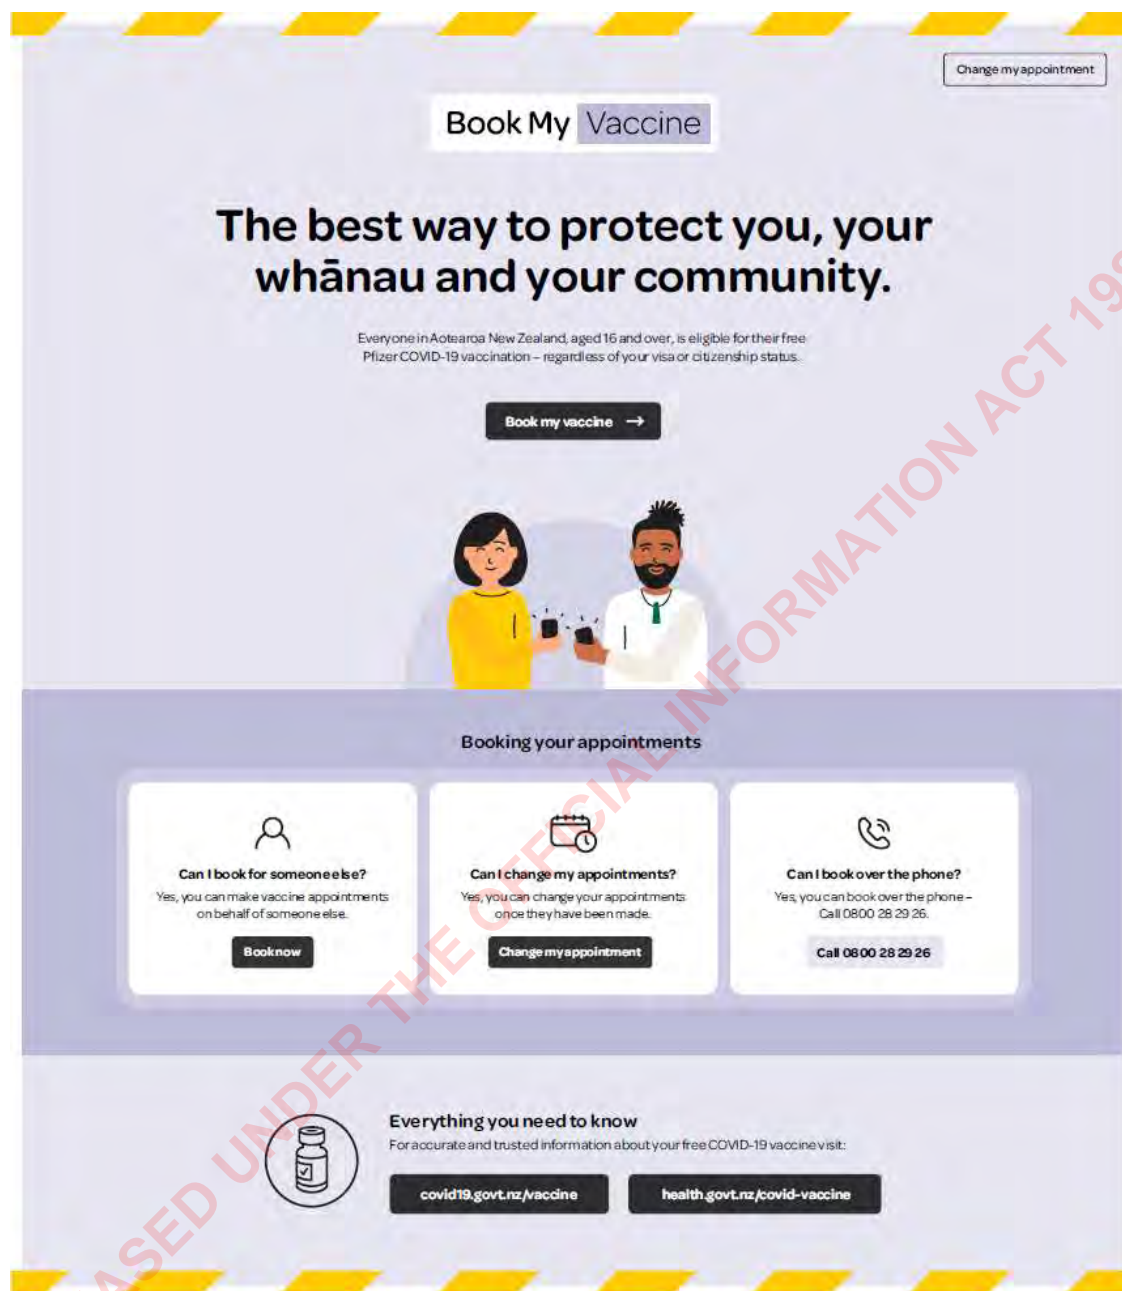 Change my appointment
Book My Vaccine
The best way to protect you, your
whānau and your community.
Everyone in Aotearoa New Zealand, aged 16 and over, is eligible for their free
Pfizer COVID-19 vaccination – regardless of your visa or citizenship status.
Book my vaccine →
Booking your appointments
Can I book for someone else?
Yes, you can make vaccine appointments
on behalf of someone else.
Book now
Can I change my appointments?
Yes, you can change your appointments
once they have been made.
Change my appointment
Can I book over the phone?
Yes, you can book over the phone –
Call 0800 28 29 26.
Call 0800 28 29 26
Everything you need to know
For accurate and trusted information about your free COVID-19 vaccine visit:
covid19.govt.nz/vaccine
health.govt.nz/covid-vaccine
UNDER THE OFFICIAL INFORMATION ACT